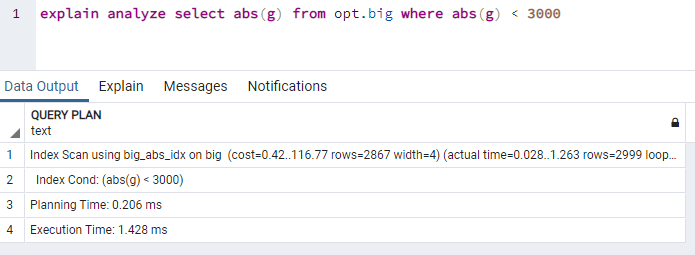 1 explain analyze select abs(g) from opt.big where abs(g) < 3000
Data Output Explain Messages Notifications
QUERY PLAN
text
1 Index Scan using big_abs_idx on big (cost=0.42..116.77 rows=2867 width=4) (actual time=0.028..1.263 rows=2999 loop...
2 Index Cond: (abs(g) < 3000)
3 Planning Time: 0.206 ms
4 Execution Time: 1.428 ms